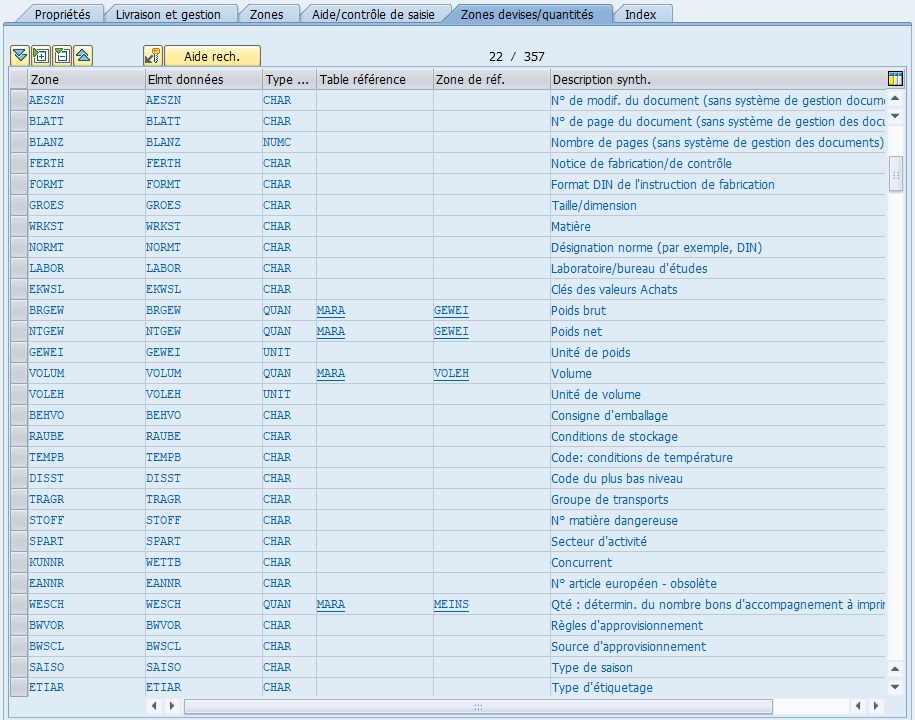 Propriétés Livraison et gestion Zones Aide/contrôle de saisie Zones devises/quantités Index
Aide rech. 22 / 357
Zone Elmt données Type ... Table référence Zone de réf. Description synth.
AESZN AESZN CHAR N° de modif. du document (sans système de gestion docum
BLATT BLATT CHAR N° de page du document (sans système de gestion des docu
BLANZ BLANZ NUMC Nombre de pages (sans système de gestion des documents)
FERTH FERTH CHAR Notice de fabrication/de contrôle
FORMT FORMT CHAR Format DIN de l'instruction de fabrication
GROES GROES CHAR Taille/dimension
WRKST WRKST CHAR Matière
NORMT NORMT CHAR Désignation norme (par exemple, DIN)
LABOR LABOR CHAR Laboratoire/bureau d'études
EKWSL EKWSL CHAR Clés des valeurs Achats
BRGEW BRGEW QUAN MARA GEWEI Poids brut
NTGEW NTGEW QUAN MARA GEWEI Poids net
GEWEI GEWEI UNIT Unité de poids
VOLUM VOLUM QUAN MARA VOLEH Volume
VOLEH VOLEH UNIT Unité de volume
BEHVO BEHVO CHAR Consigne d'emballage
RAUBE RAUBE CHAR Conditions de stockage
TEMPB TEMPB CHAR Code: conditions de température
DISST DISST CHAR Code du plus bas niveau
TRAGR TRAGR CHAR Groupe de transports
STOFF STOFF CHAR N° matière dangereuse
SPART SPART CHAR Secteur d'activité
KUNNR WETTB CHAR Concurrent
EANNR EANNR CHAR N° article européen - obsolète
WESCH WESCH QUAN MARA MEINS Qté : détermin. du nombre bons d'accompagnement à imprir
BWVOR BWVOR CHAR Règles d'approvisionnement
BWSCL BWSCL CHAR Source d'approvisionnement
SAISO SAISO CHAR Type de saison
ETIAR ETIAR CHAR Type d'étiquetage